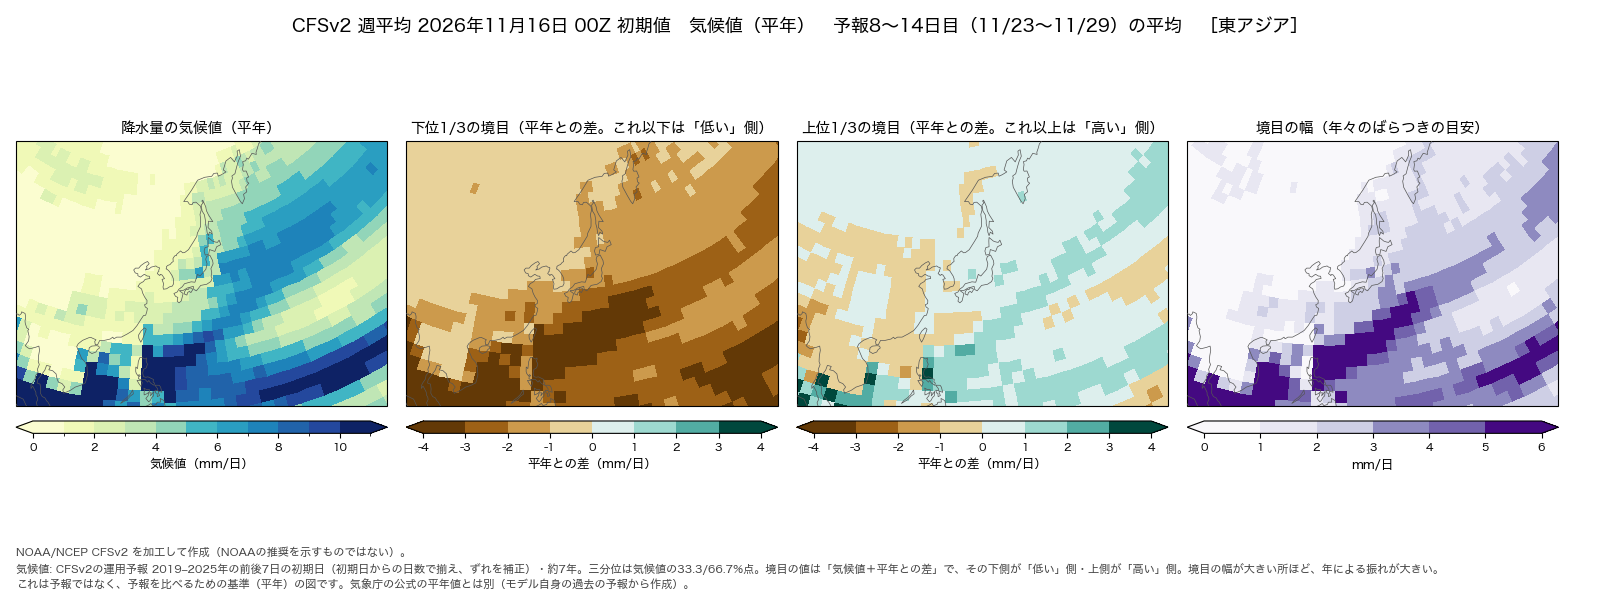 CFSv2 週平均 2026年11月16日 00Z 初期値　気候値（平年）　予報8～14日目（11/23～11/29）の平均　［東アジア］
降水量の気候値（平年）
下位1/3の境目（平年との差。これ以下は「低い」側）
上位1/3の境目（平年との差。これ以上は「高い」側）
境目の幅（年々のばらつきの目安）
0 2 4 6 8 10
気候値（mm/日）
-4 -3 -2 -1 0 1 2 3 4
平年との差（mm/日）
-4 -3 -2 -1 0 1 2 3 4
平年との差（mm/日）
0 1 2 3 4 5 6
mm/日
NOAA/NCEP CFSv2 を加工して作成（NOAAの推奨を示すものではない）。
気候値: CFSv2の運用予報 2019–2025年の前後7日の初期日（初期日からの日数で揃え、ずれを補正）・約7年。三分位は気候値の33.3/66.7%点。境目の値は「気候値＋平年との差」で、その下側が「低い」側・上側が「高い」側。境目の幅が大きい所ほど、年による振れが大きい。
これは予報ではなく、予報を比べるための基準（平年）の図です。気象庁の公式の平年値とは別（モデル自身の過去の予報から作成）。